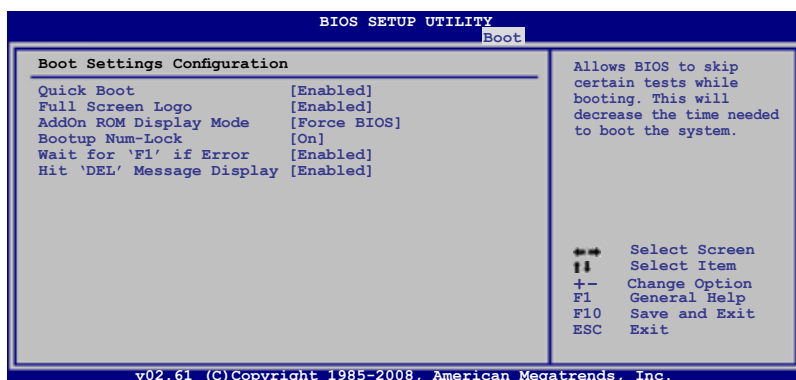 BIOS SETUP UTILITY
Boot
Boot Settings Configuration
Quick Boot [Enabled]
Full Screen Logo [Enabled]
AddOn ROM Display Mode [Force BIOS]
Bootup Num-Lock [On]
Wait for ‘F1’ if Error [Enabled]
Hit ‘DEL’ Message Display [Enabled]
Allows BIOS to skip
certain tests while
booting. This will
decrease the time needed
to boot the system.
←→ Select Screen
↑↓ Select Item
+- Change Option
F1 General Help
F10 Save and Exit
ESC Exit
v02.61 (C)Copyright 1985-2008, American Megatrends, Inc.